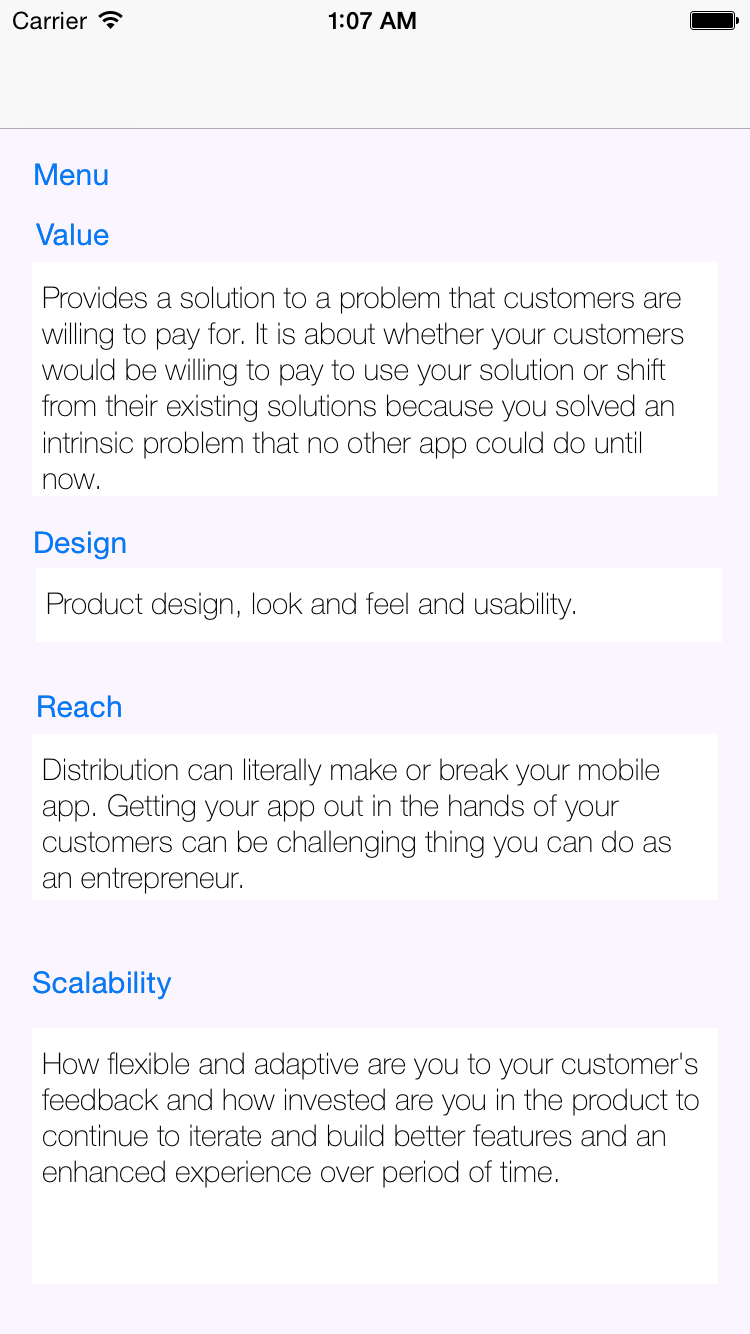 Carrier 1:07 AM
Menu
Value
Provides a solution to a problem that customers are
willing to pay for. It is about whether your customers
would be willing to pay to use your solution or shift
from their existing solutions because you solved an
intrinsic problem that no other app could do until
now.
Design
Product design, look and feel and usability.
Reach
Distribution can literally make or break your mobile
app. Getting your app out in the hands of your
customers can be challenging thing you can do as
an entrepreneur.
Scalability
How flexible and adaptive are you to your customer's
feedback and how invested are you in the product to
continue to iterate and build better features and an
enhanced experience over period of time.